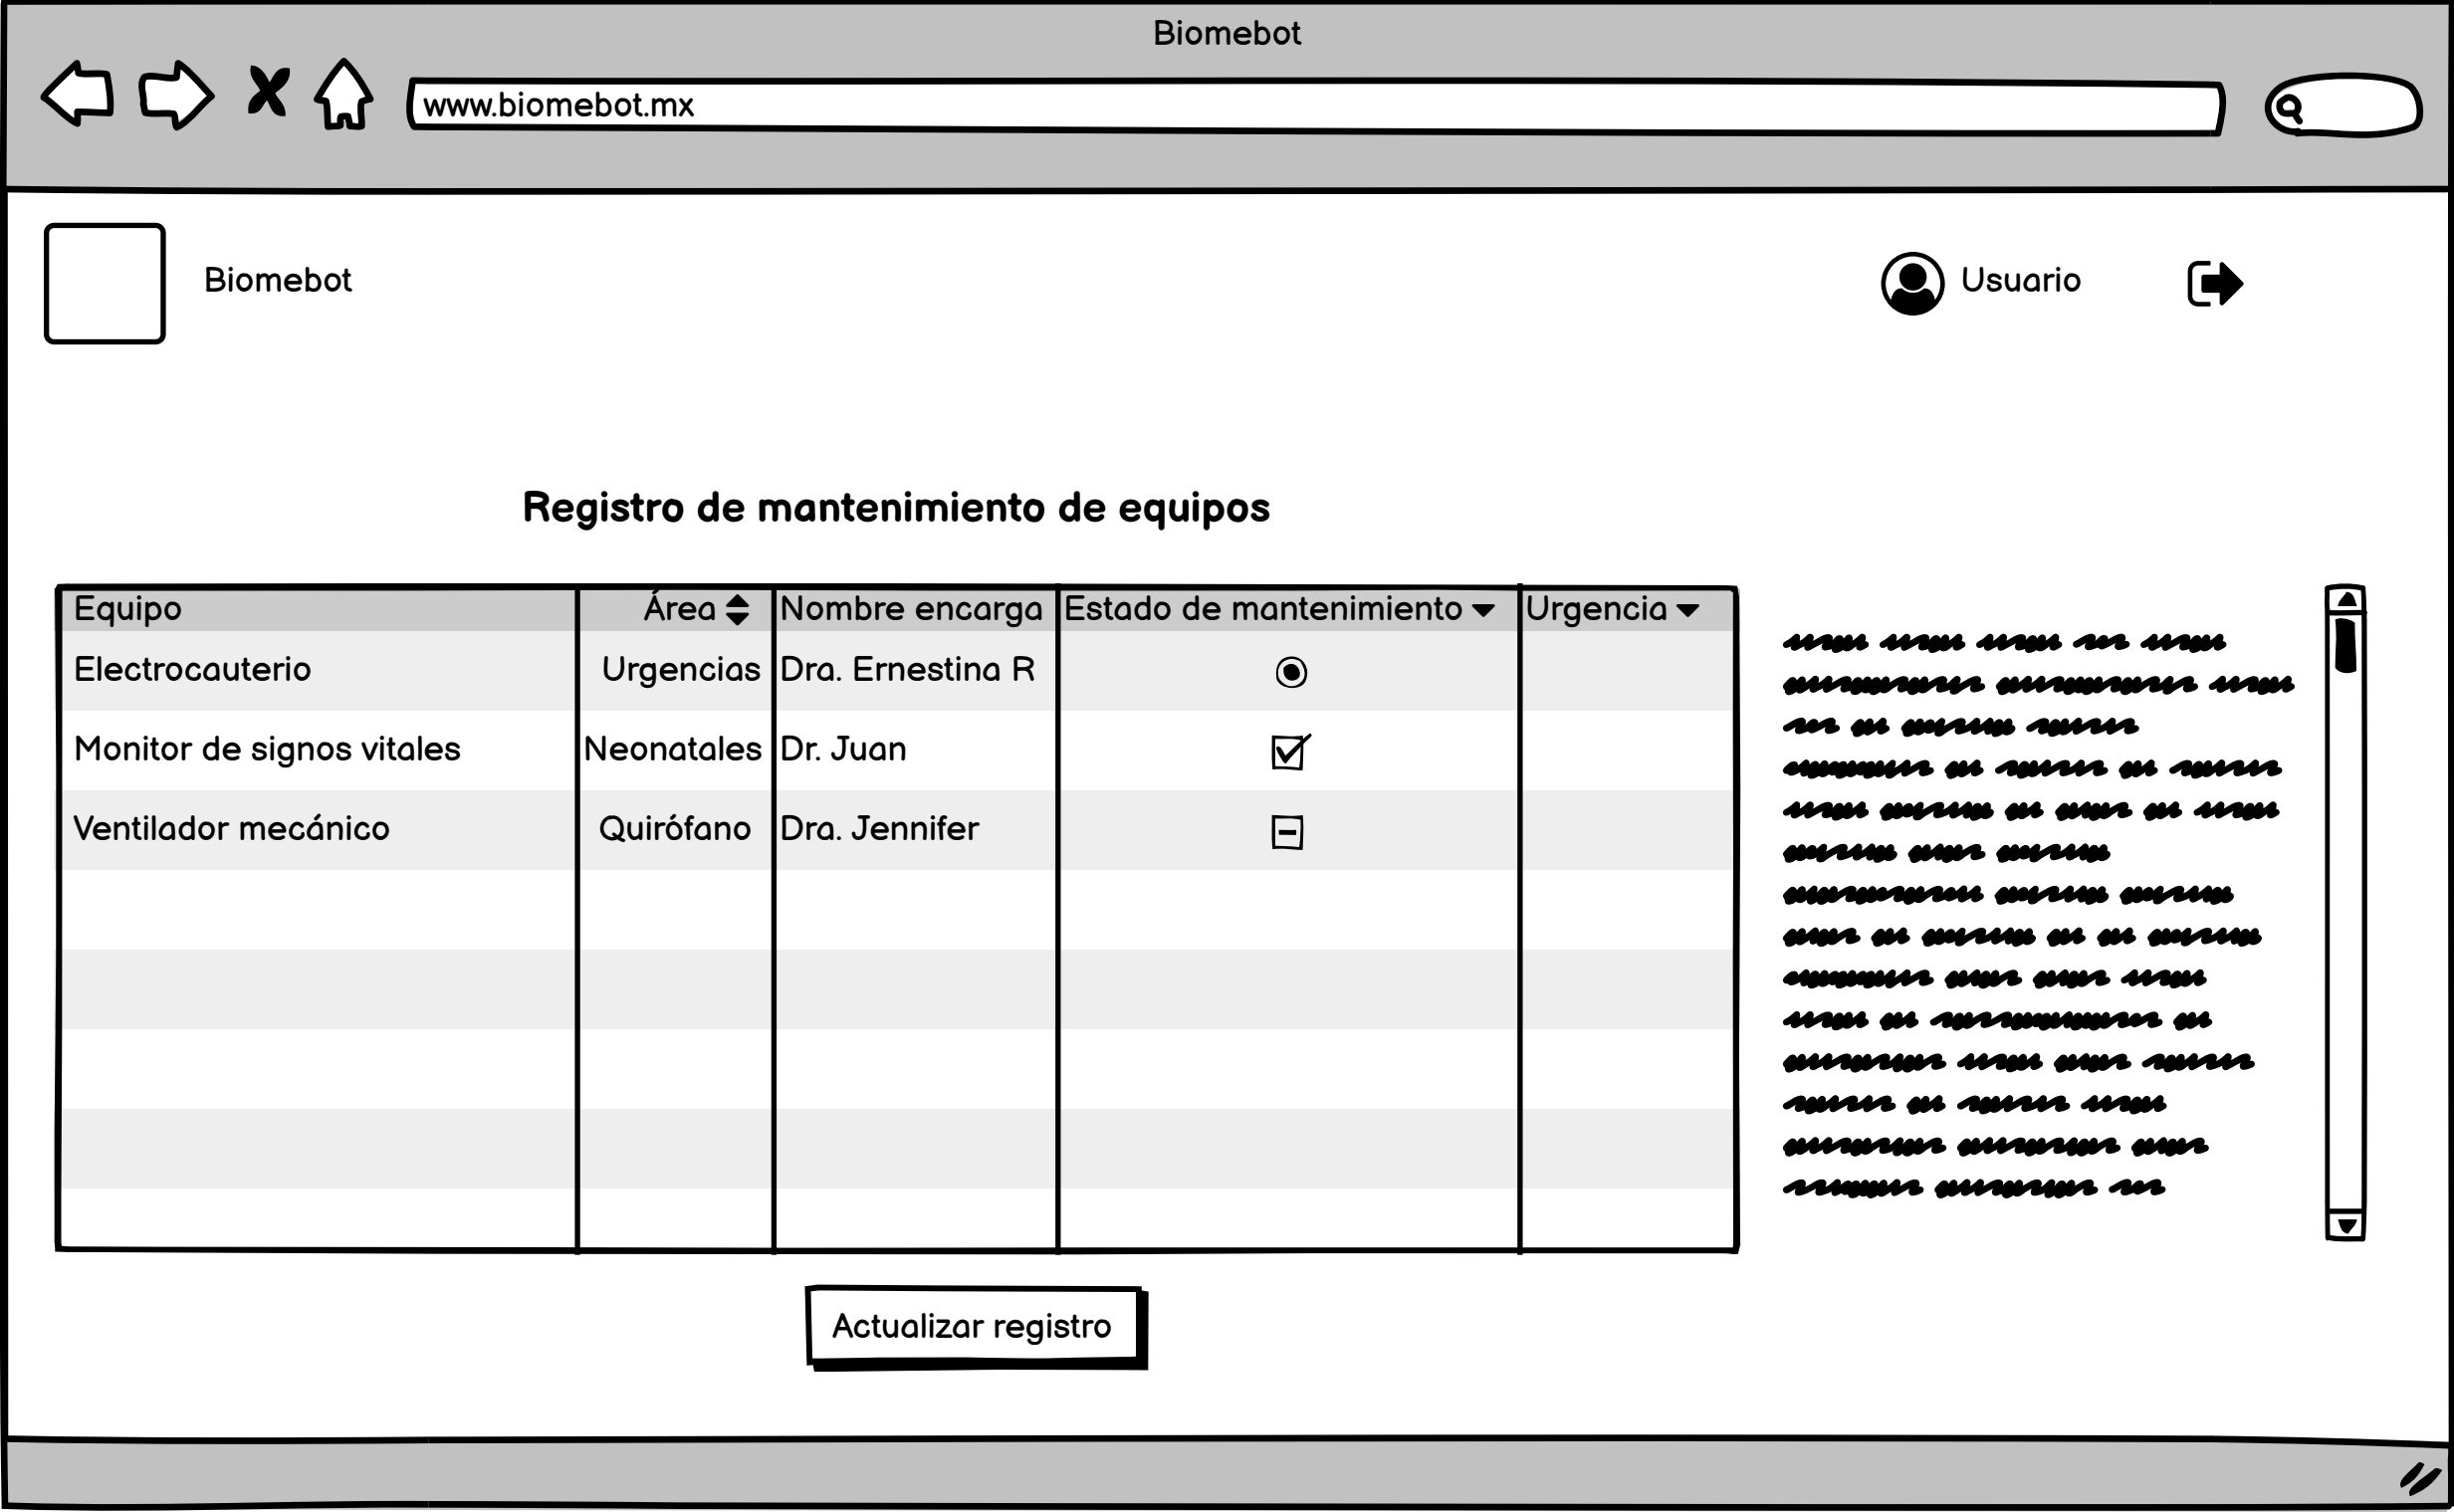 Biomebot
www.biomebot.mx
Biomebot
Usuario
Registro de mantenimiento de equipos
Equipo Área Nombre encarga Estado de mantenimiento Urgencia
Electrocauterio Urgencias Dra. Ernestina R
Monitor de signos vitales Neonatales Dr. Juan
Ventilador mecánico Quirófano Dra. Jennifer
Actualizar registro